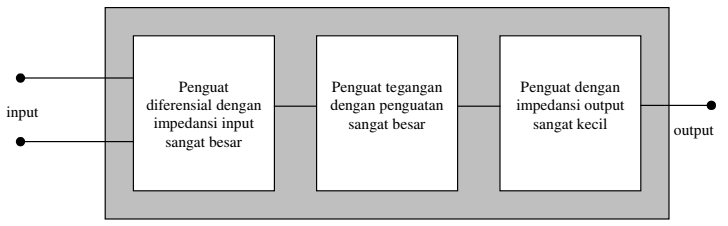 input
Penguat
diferensial dengan
impedansi input
sangat besar
Penguat tegangan
dengan penguatan
sangat besar
Penguat dengan
impedansi output
sangat kecil
output